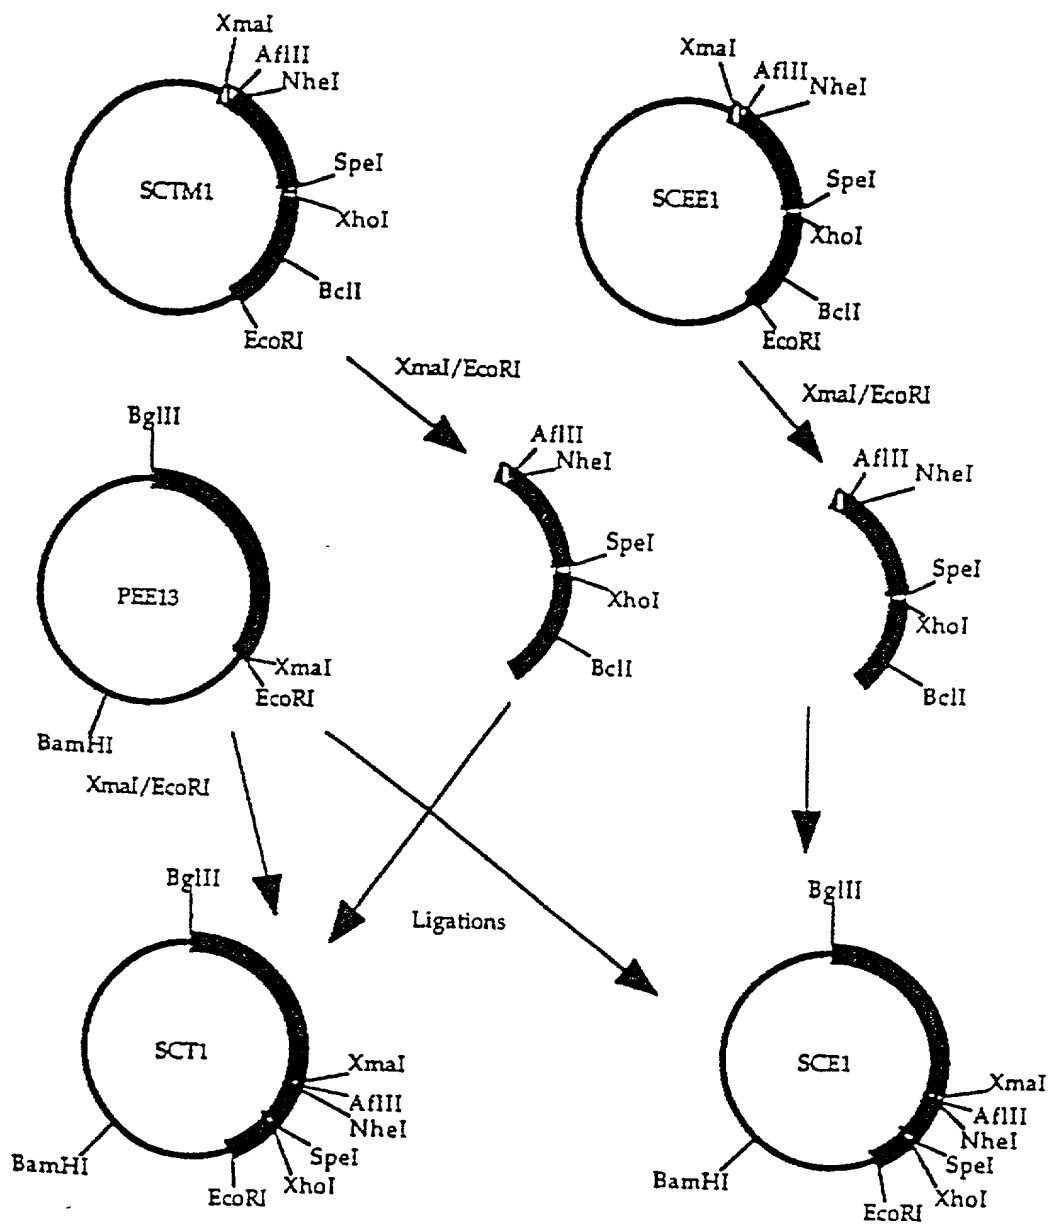 XmaI
AflII
NheI
SCTM1
SpeI
XhoI
BclI
EcoRI
XmaI
AflII
NheI
SCEE1
SpeI
XhoI
BclI
EcoRI
XmaI/EcoRI
XmaI/EcoRI
BglII
PEE13
XmaI
EcoRI
BamHI
AflII
NheI
SpeI
XhoI
BclI
AflII
NheI
SpeI
XhoI
BclI
XmaI/EcoRI
Ligations
BglII
SCT1
XmaI
AflII
NheI
SpeI
XhoI
EcoRI
BamHI
BglII
SCE1
XmaI
AflII
NheI
SpeI
XhoI
EcoRI
BamHI